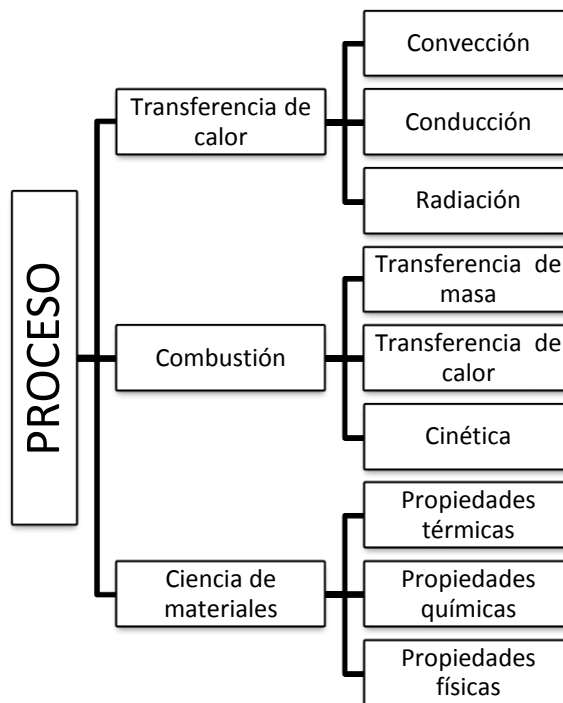 PROCESO
Transferencia de
calor
Convección
Conducción
Radiación
Combustión
Transferencia de
masa
Transferencia de
calor
Cinética
Ciencia de
materiales
Propiedades
térmicas
Propiedades
químicas
Propiedades
físicas